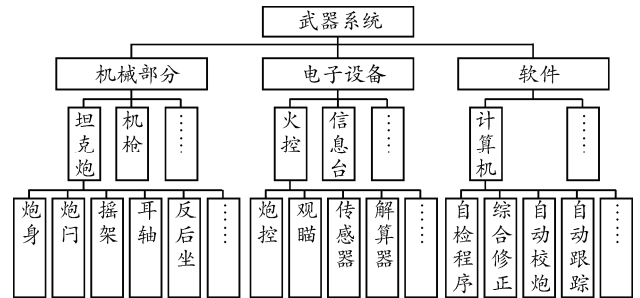 武器系统
机械部分
电子设备
软件
坦克炮
机枪
……
火控
信息台
……
计算机
……
炮身
炮闩
摇架
耳轴
反后坐
……
炮控
观瞄
传感器
解算器
……
自检程序
综合修正
自动校炮
自动跟踪
……